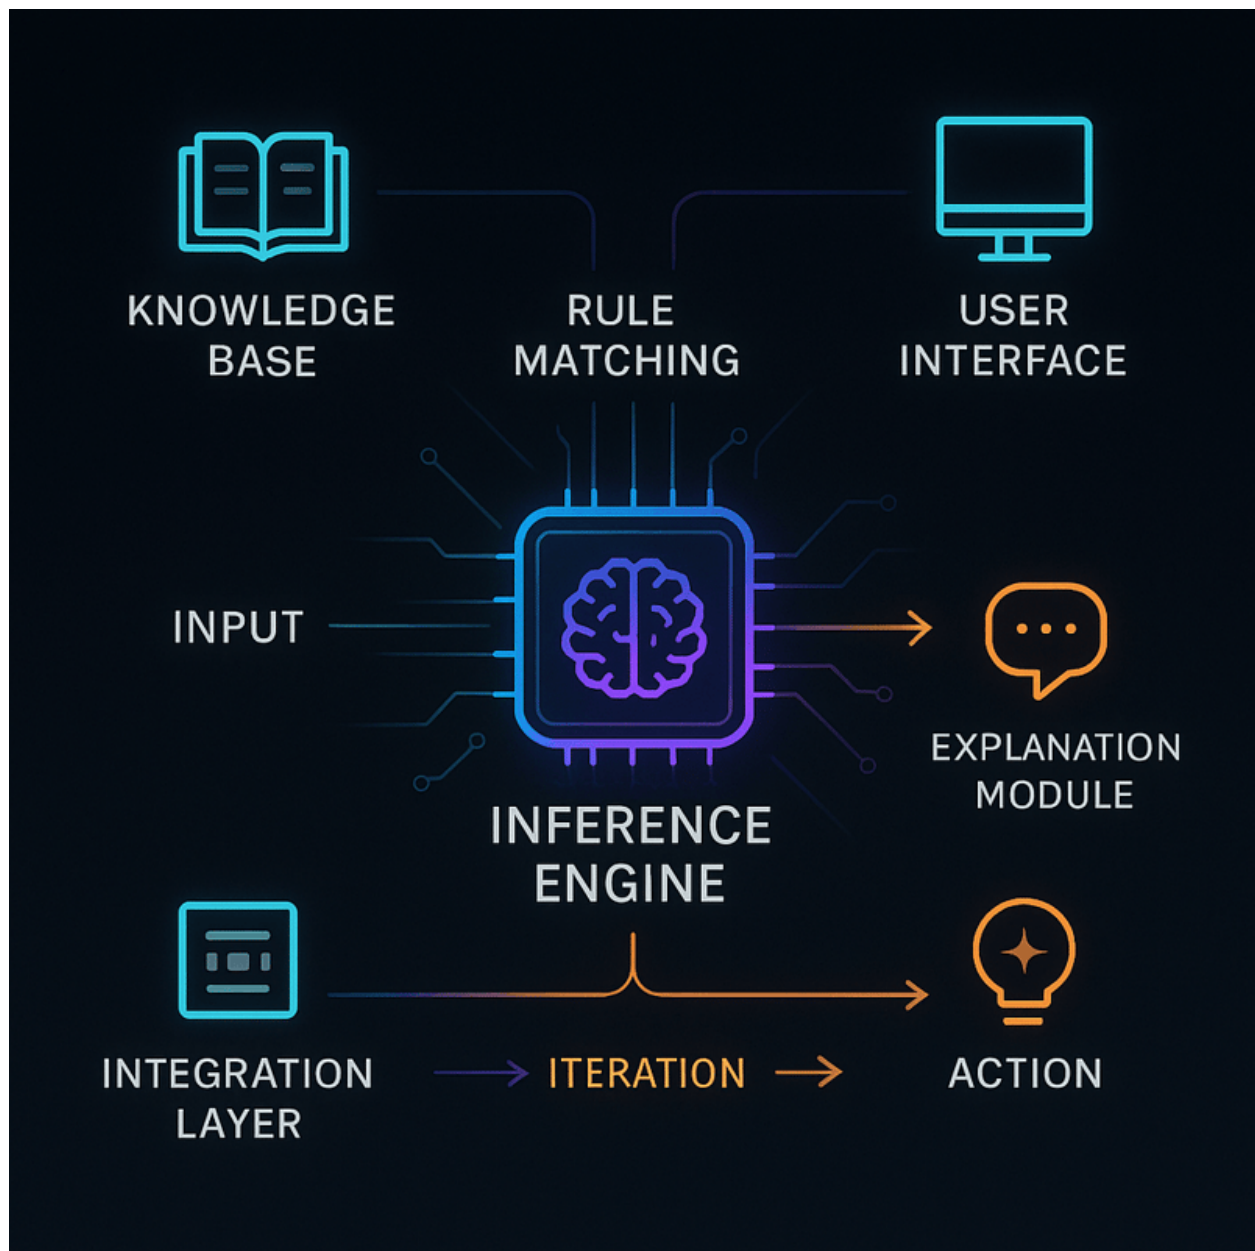 KNOWLEDGE
BASE
RULE
MATCHING
USER
INTERFACE
INPUT
EXPLANATION
MODULE
INFERENCE
ENGINE
INTEGRATION
LAYER
ITERATION
ACTION